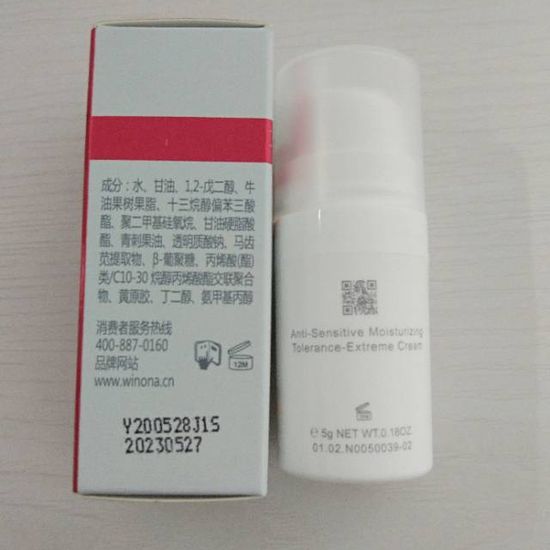 成分：水、甘油、1,2-戊二醇、牛
油果树果脂、十三烷醇偏苯三酸
酯、聚二甲基硅氧烷、甘油硬脂酸
酯、青刺果油、透明质酸钠、马齿
苋提取物、β-葡聚糖、丙烯酸(酯)
类/C10-30 烷醇丙烯酸酯交联聚合
物、黄原胶、丁二醇、氨甲基丙醇
消费者服务热线
400-887-0160
品牌网站
www.winona.cn
12M
Y200528J1S
20230527
Anti-Sensitive Moisturizing
Tolerance-Extreme Cream
e 5g NET WT.0.18OZ.
01.02.N0050039-02